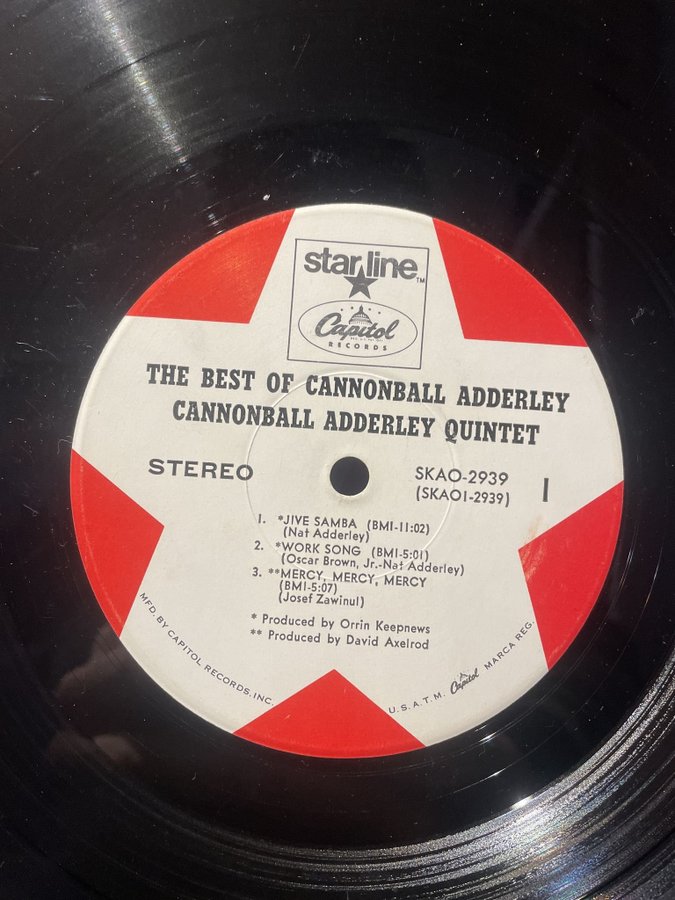 starline™
Capitol
RECORDS
THE BEST OF CANNONBALL ADDERLEY
CANNONBALL ADDERLEY QUINTET
STEREO
SKAO-2939
(SKAO1-2939)
1
1. *JIVE SAMBA (BMI-11:02)
(Nat Adderley)
2. *WORK SONG (BMI-5:01)
(Oscar Brown, Jr.-Nat Adderley)
3. **MERCY, MERCY, MERCY
(BMI-5:07)
(Josef Zawinul)
* Produced by Orrin Keepnews
** Produced by David Axelrod
MFD. BY CAPITOL RECORDS, INC.
U.S.A. T.M. Capitol MARCA REG.